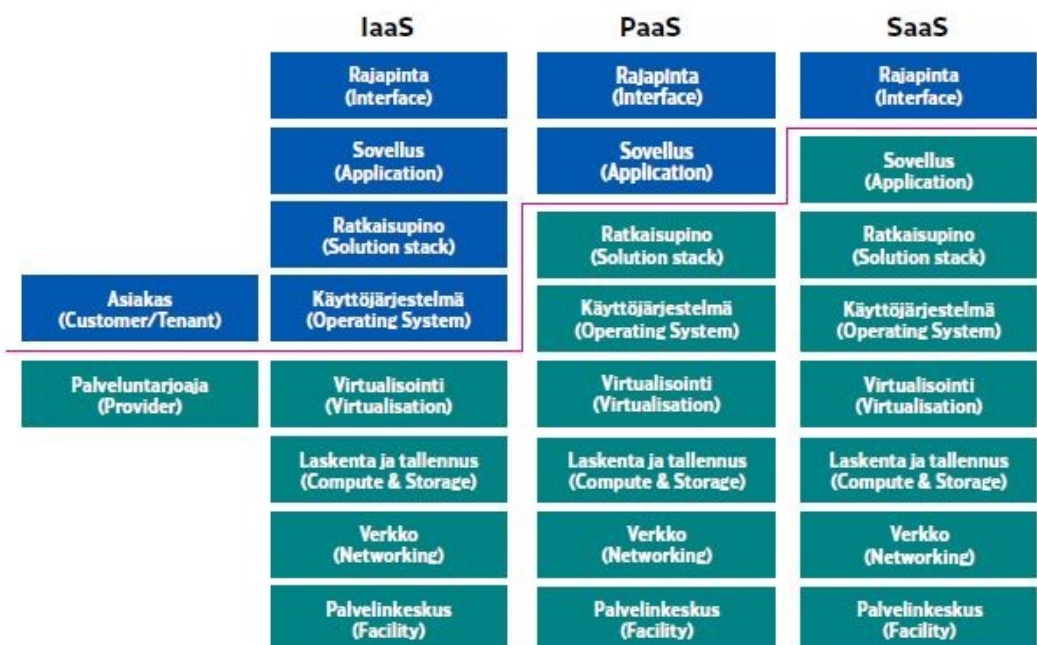 IaaS
PaaS
SaaS
Rajapinta
(Interface)
Rajapinta
(Interface)
Rajapinta
(Interface)
Sovellus
(Application)
Sovellus
(Application)
Sovellus
(Application)
Ratkaisupino
(Solution stack)
Ratkaisupino
(Solution stack)
Ratkaisupino
(Solution stack)
Asiakas
(Customer/Tenant)
Käyttöjärjestelmä
(Operating System)
Käyttöjärjestelmä
(Operating System)
Käyttöjärjestelmä
(Operating System)
Palveluntarjoaja
(Provider)
Virtualisointi
(Virtualisation)
Virtualisointi
(Virtualisation)
Virtualisointi
(Virtualisation)
Laskenta ja tallennus
(Compute & Storage)
Laskenta ja tallennus
(Compute & Storage)
Laskenta ja tallennus
(Compute & Storage)
Verkko
(Networking)
Verkko
(Networking)
Verkko
(Networking)
Palvelinkeskus
(Facility)
Palvelinkeskus
(Facility)
Palvelinkeskus
(Facility)